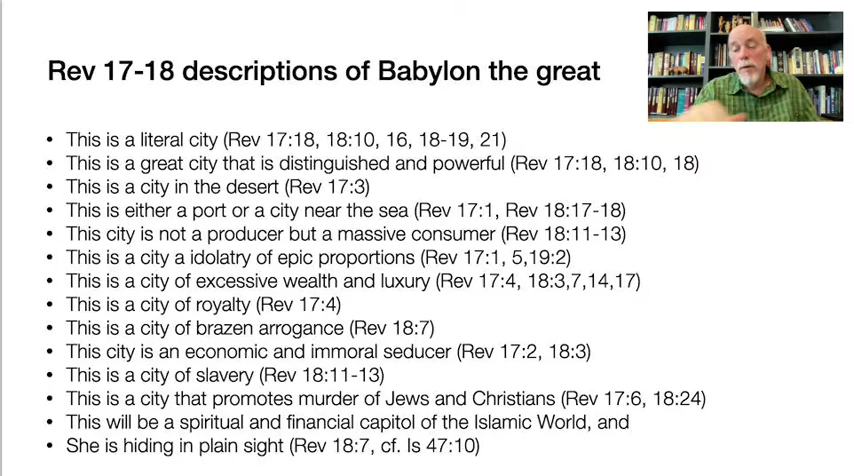 Rev 17-18 descriptions of Babylon the great
• This is a literal city (Rev 17:18, 18:10, 16, 18-19, 21)
• This is a great city that is distinguished and powerful (Rev 17:18, 18:10, 18)
• This is a city in the desert (Rev 17:3)
• This is either a port or a city near the sea (Rev 17:1, Rev 18:17-18)
• This city is not a producer but a massive consumer (Rev 18:11-13)
• This is a city a idolatry of epic proportions (Rev 17:1, 5,19:2)
• This is a city of excessive wealth and luxury (Rev 17:4, 18:3,7,14,17)
• This is a city of royalty (Rev 17:4)
• This is a city of brazen arrogance (Rev 18:7)
• This city is an economic and immoral seducer (Rev 17:2, 18:3)
• This is a city of slavery (Rev 18:11-13)
• This is a city that promotes murder of Jews and Christians (Rev 17:6, 18:24)
• This will be a spiritual and financial capitol of the Islamic World, and
• She is hiding in plain sight (Rev 18:7, cf. Is 47:10)